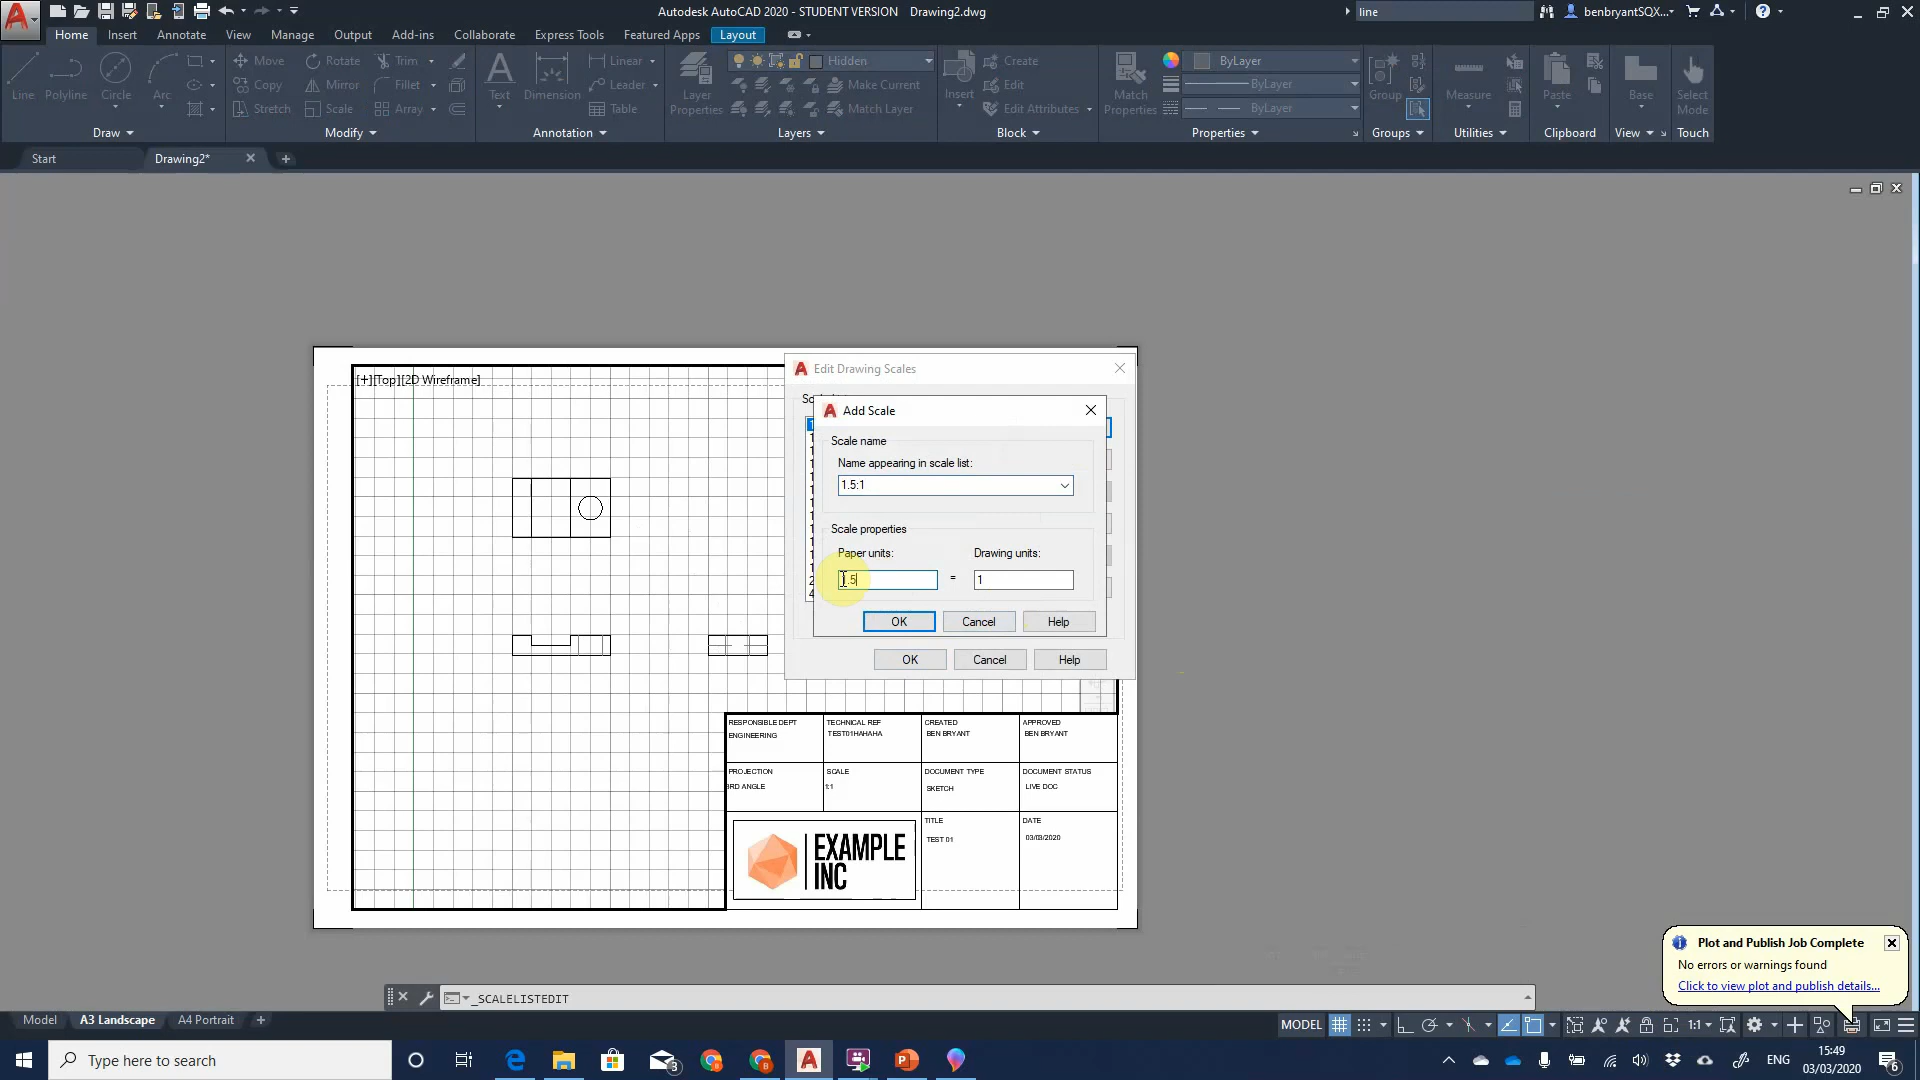 Autodesk AutoCAD 2020 - STUDENT VERSION Drawing2.dwg
line
benbryantSQX...
Home Insert Annotate View Manage Output Add-ins Collaborate Express Tools Featured Apps Layout
Line Polyline Circle Arc
Draw
Move Rotate Trim
Copy Mirror Fillet
Stretch Scale Array
Modify
Text Dimension
Linear
Leader
Table
Annotation
Layer Properties
Hidden
Make Current
Match Layer
Layers
Insert
Create
Edit
Edit Attributes
Block
Match Properties
ByLayer
ByLayer
ByLayer
Properties
Group
Groups
Measure
Utilities
Paste
Clipboard
Base
View
Select Mode
Touch
Start
Drawing2*
[+][Top][2D Wireframe]
Edit Drawing Scales
Add Scale
Scale name
Name appearing in scale list:
1.5:1
Scale properties
Paper units: Drawing units:
1.5 = 1
OK Cancel Help
OK Cancel Help
RESPONSIBLE DEPT
ENGINEERING
TECHNICAL REF
TEST01HAHAHA
CREATED
BEN BRYANT
APPROVED
BEN BRYANT
PROJECTION
3RD ANGLE
SCALE
1:1
DOCUMENT TYPE
SKETCH
DOCUMENT STATUS
LIVE DOC
EXAMPLE
INC
TITLE
TEST 01
DATE
03/03/2020
Plot and Publish Job Complete
No errors or warnings found
Click to view plot and publish details...
_SCALELISTEDIT
Model A3 Landscape A4 Portrait
MODEL
1:1
Type here to search
3
ENG
15:49
03/03/2020
6